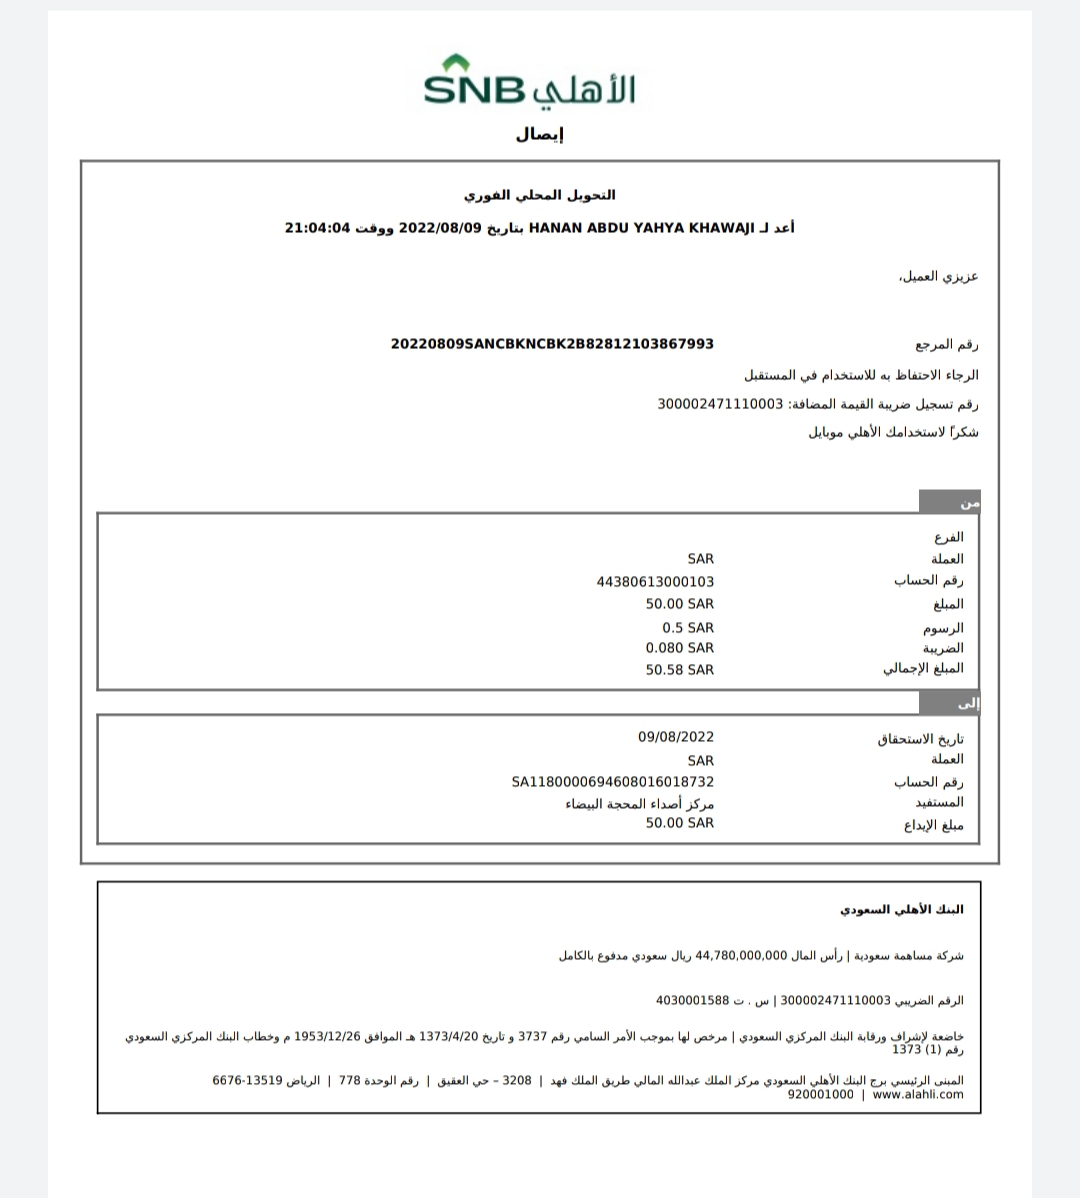 SNB الأهلي
إيصال
التحويل المحلي الفوري
أعد لـ HANAN ABDU YAHYA KHAWAJI بتاريخ 2022/08/09 ووقت 21:04:04
عزيزي العميل،
رقم المرجع 20220809SANCBKNCBK2B82812103867993
الرجاء الاحتفاظ به للاستخدام في المستقبل
رقم تسجيل ضريبة القيمة المضافة: 300002471110003
شكراً لاستخدامك الأهلي موبايل
من
الفرع
العملة SAR
رقم الحساب 44380613000103
المبلغ 50.00 SAR
الرسوم 0.5 SAR
الضريبة 0.080 SAR
المبلغ الإجمالي 50.58 SAR
إلى
تاريخ الاستحقاق 09/08/2022
العملة SAR
رقم الحساب SA1180000694608016018732
المستفيد مركز أصداء المحجة البيضاء
مبلغ الإيداع 50.00 SAR
البنك الأهلي السعودي
شركة مساهمة سعودية | رأس المال 44,780,000,000 ريال سعودي مدفوع بالكامل
الرقم الضريبي 300002471110003 | س . ت 4030001588
خاضعة لإشراف ورقابة البنك المركزي السعودي | مرخص لها بموجب الأمر السامي رقم 3737 و تاريخ 1373/4/20 هـ الموافق 1953/12/26 م وخطاب البنك المركزي السعودي
رقم (1) 1373
المبنى الرئيسي برج البنك الأهلي السعودي مركز الملك عبدالله المالي طريق الملك فهد | 3208 – حي العقيق | رقم الوحدة 778 | الرياض 13519-6676
920001000 | www.alahli.com